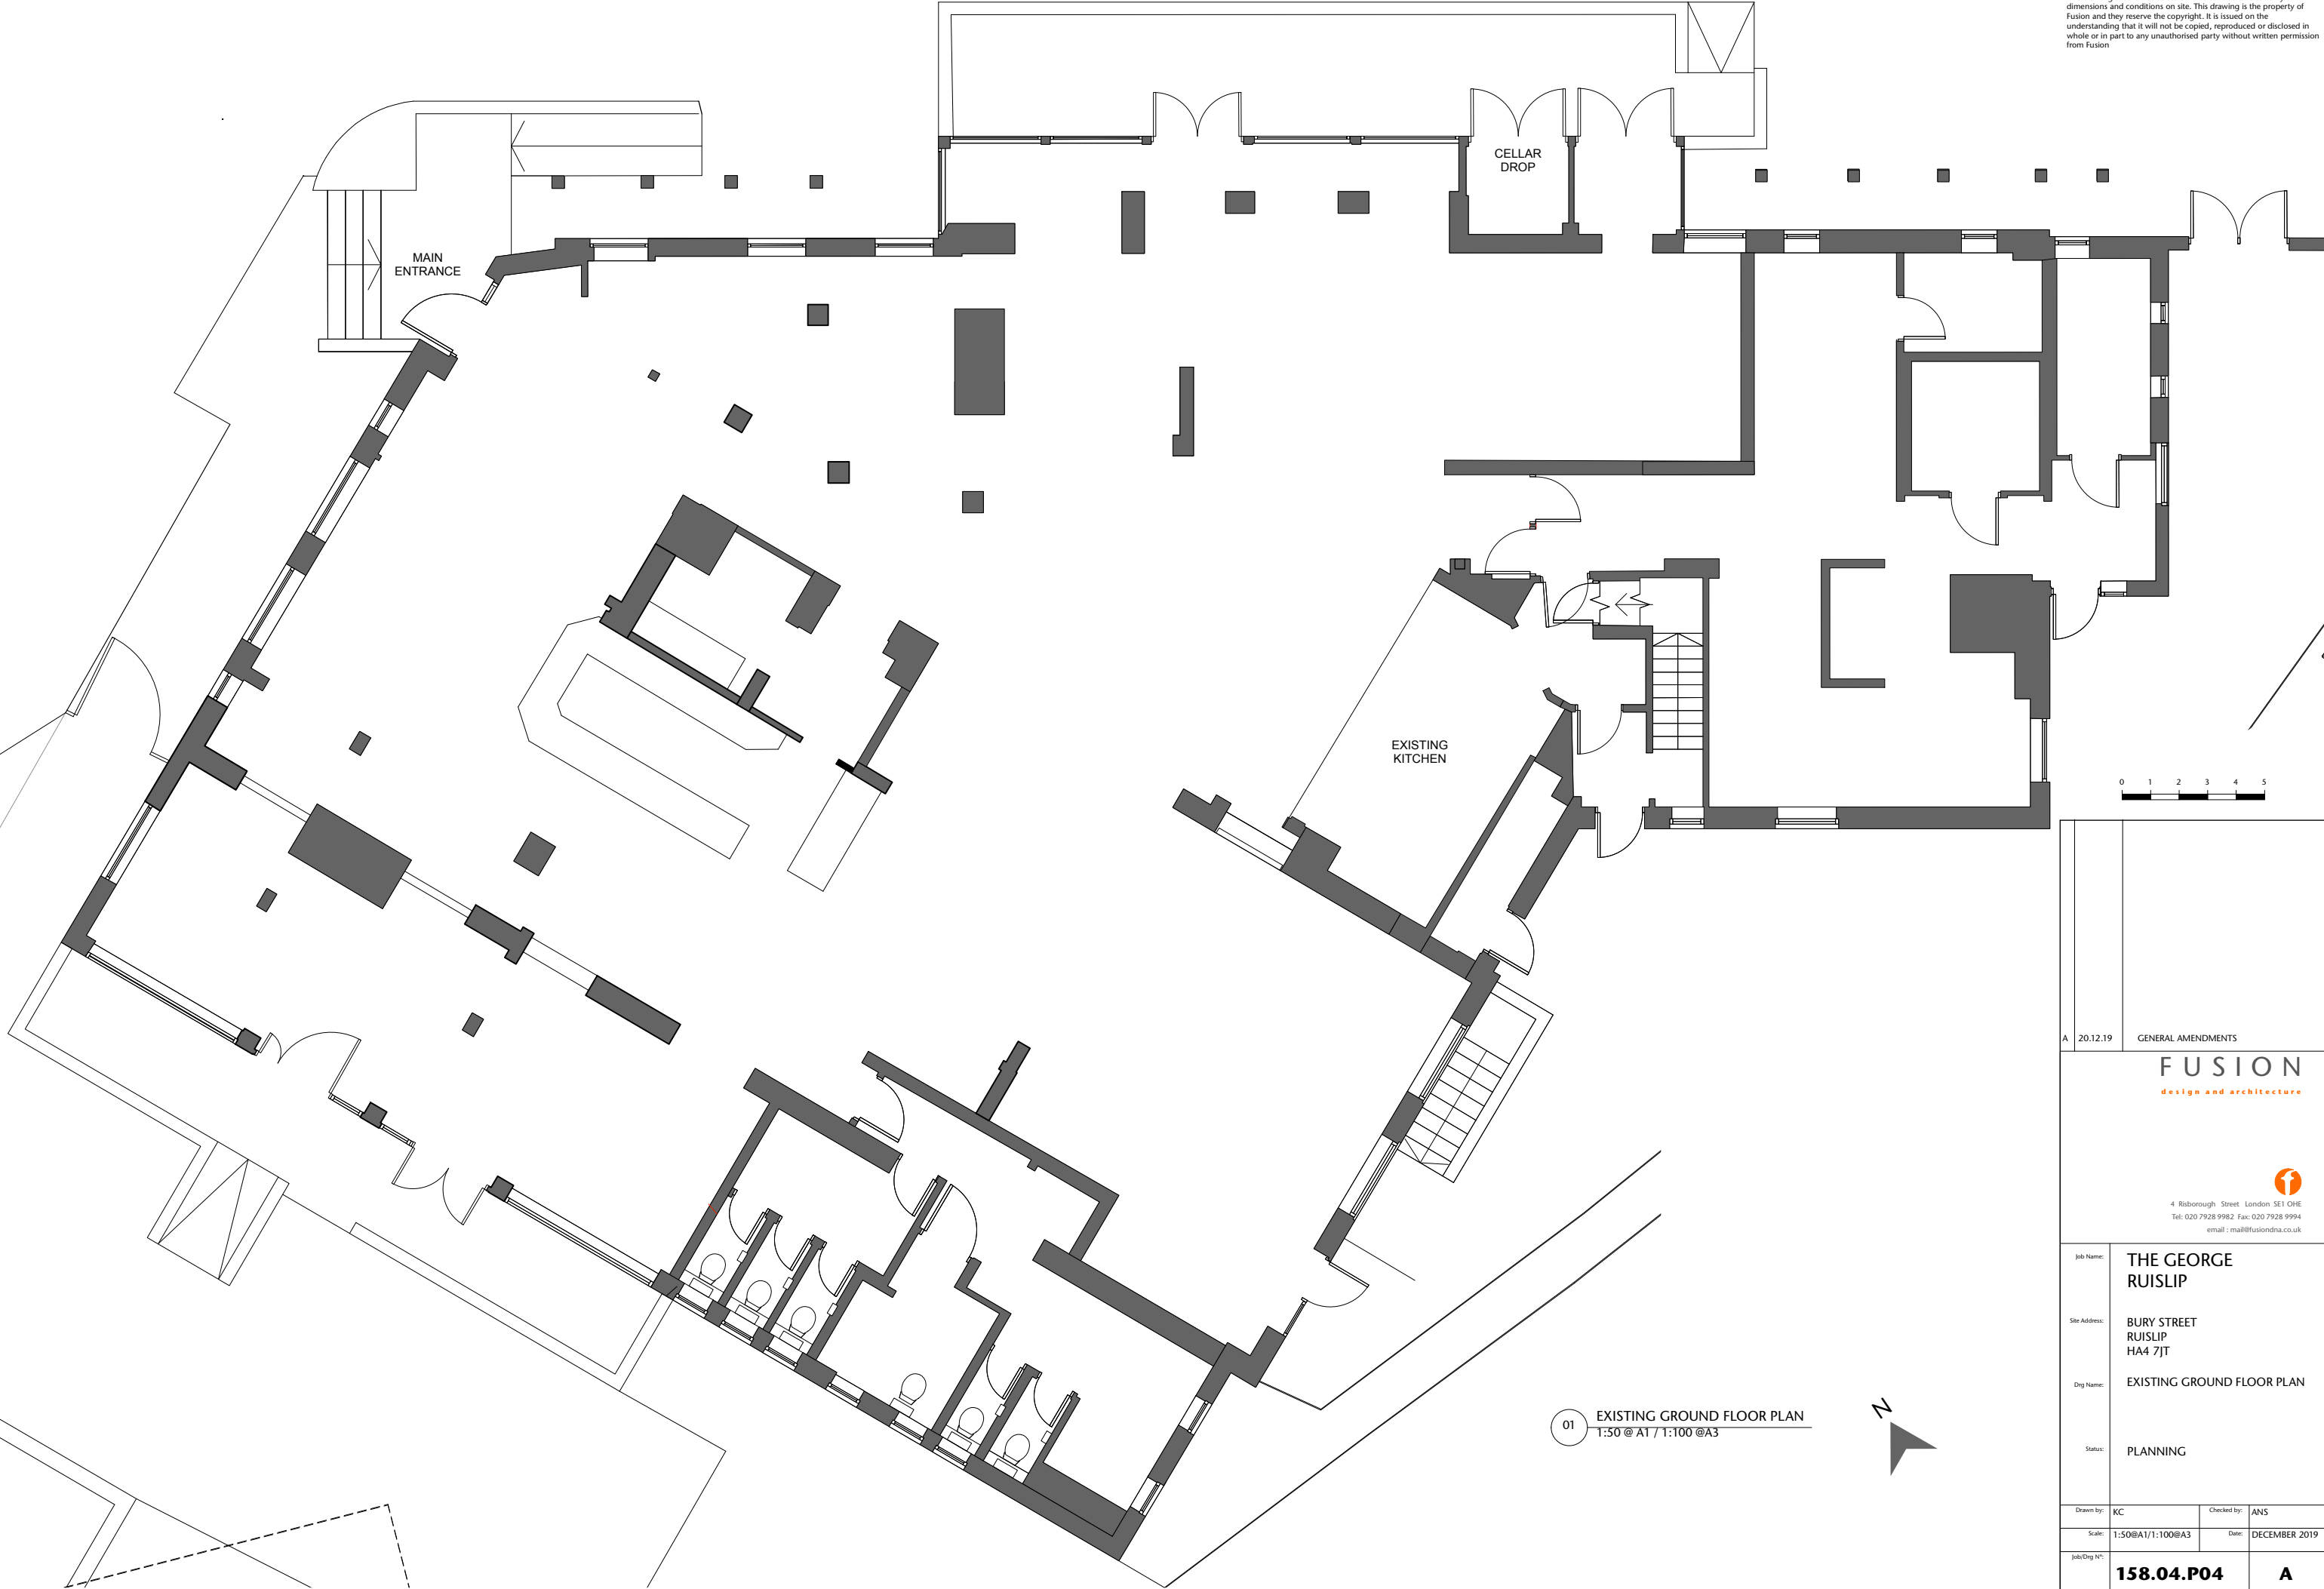 dimensions and conditions on site. This drawing is the property of
Fusion and they reserve the copyright. It is issued on the
understanding that it will not be copied, reproduced or disclosed in
whole or in part to any unauthorised party without written permission
from Fusion
CELLAR
DROP
MAIN
ENTRANCE
EXISTING
KITCHEN
0 1 2 3 4 5
A 20.12.19 GENERAL AMENDMENTS
FUSION
design and architecture
f
4 Risborough Street London SE1 OHE
Tel: 020 7928 9982 Fax: 020 7928 9994
email : mail@fusiondna.co.uk
Job Name: THE GEORGE
RUISLIP
Site Address: BURY STREET
RUISLIP
HA4 7JT
Drg Name: EXISTING GROUND FLOOR PLAN
N
01 EXISTING GROUND FLOOR PLAN
1:50 @ A1 / 1:100 @A3
Status: PLANNING
Drawn by: KC Checked by: ANS
Scale: 1:50@A1/1:100@A3 Date: DECEMBER 2019
Job/Drg Nº:
158.04.P04 A